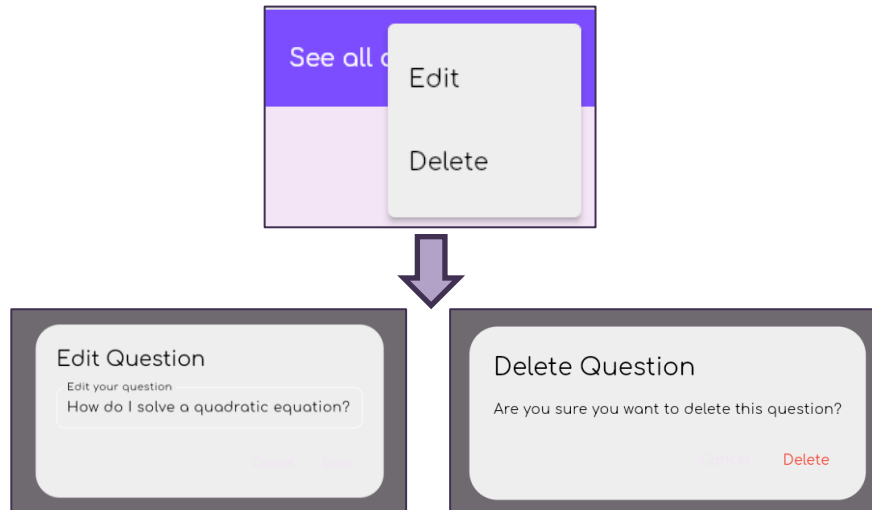 See all
Edit
Delete
Edit Question
Edit your question
How do I solve a quadratic equation?
Delete Question
Are you sure you want to delete this question?
Cancel Delete